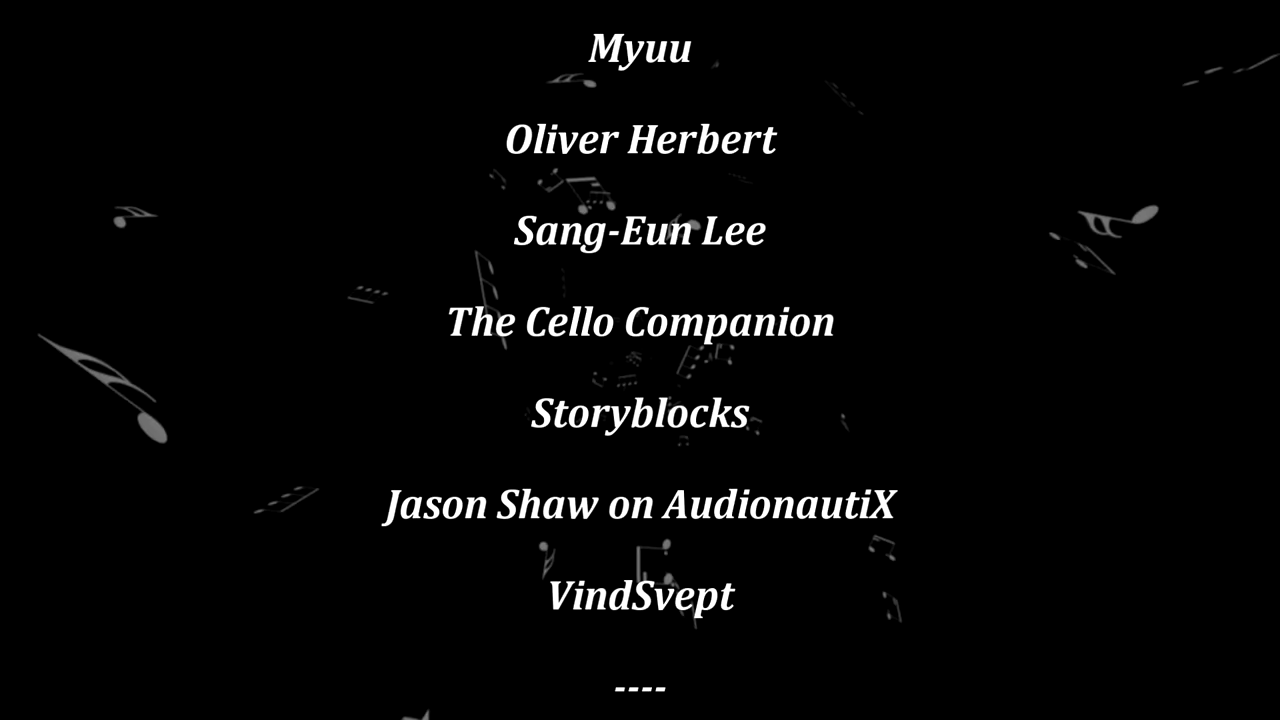 Myuu
Oliver Herbert
Sang-Eun Lee
The Cello Companion
Storyblocks
Jason Shaw on AudionautiX
VindSvept
----